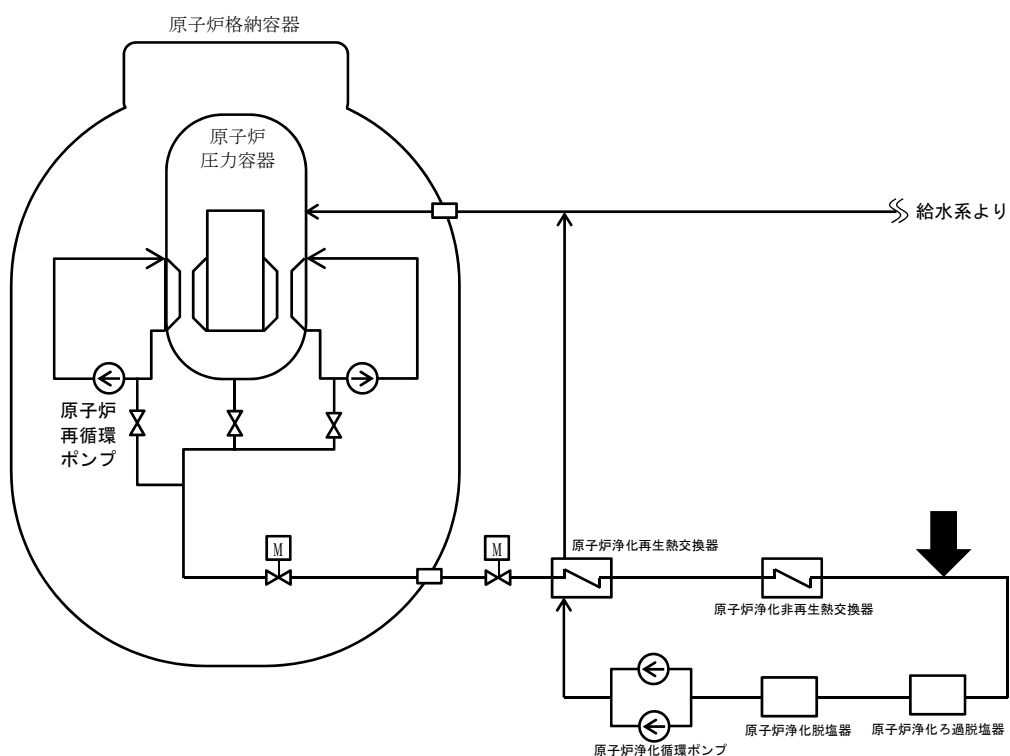 原子炉格納容器
原子炉
圧力容器
給水系より
原子炉
再循環
ポンプ
M
M
原子炉浄化再生熱交換器
原子炉浄化非再生熱交換器
原子炉浄化脱塩器
原子炉浄化ろ過脱塩器
原子炉浄化循環ポンプ